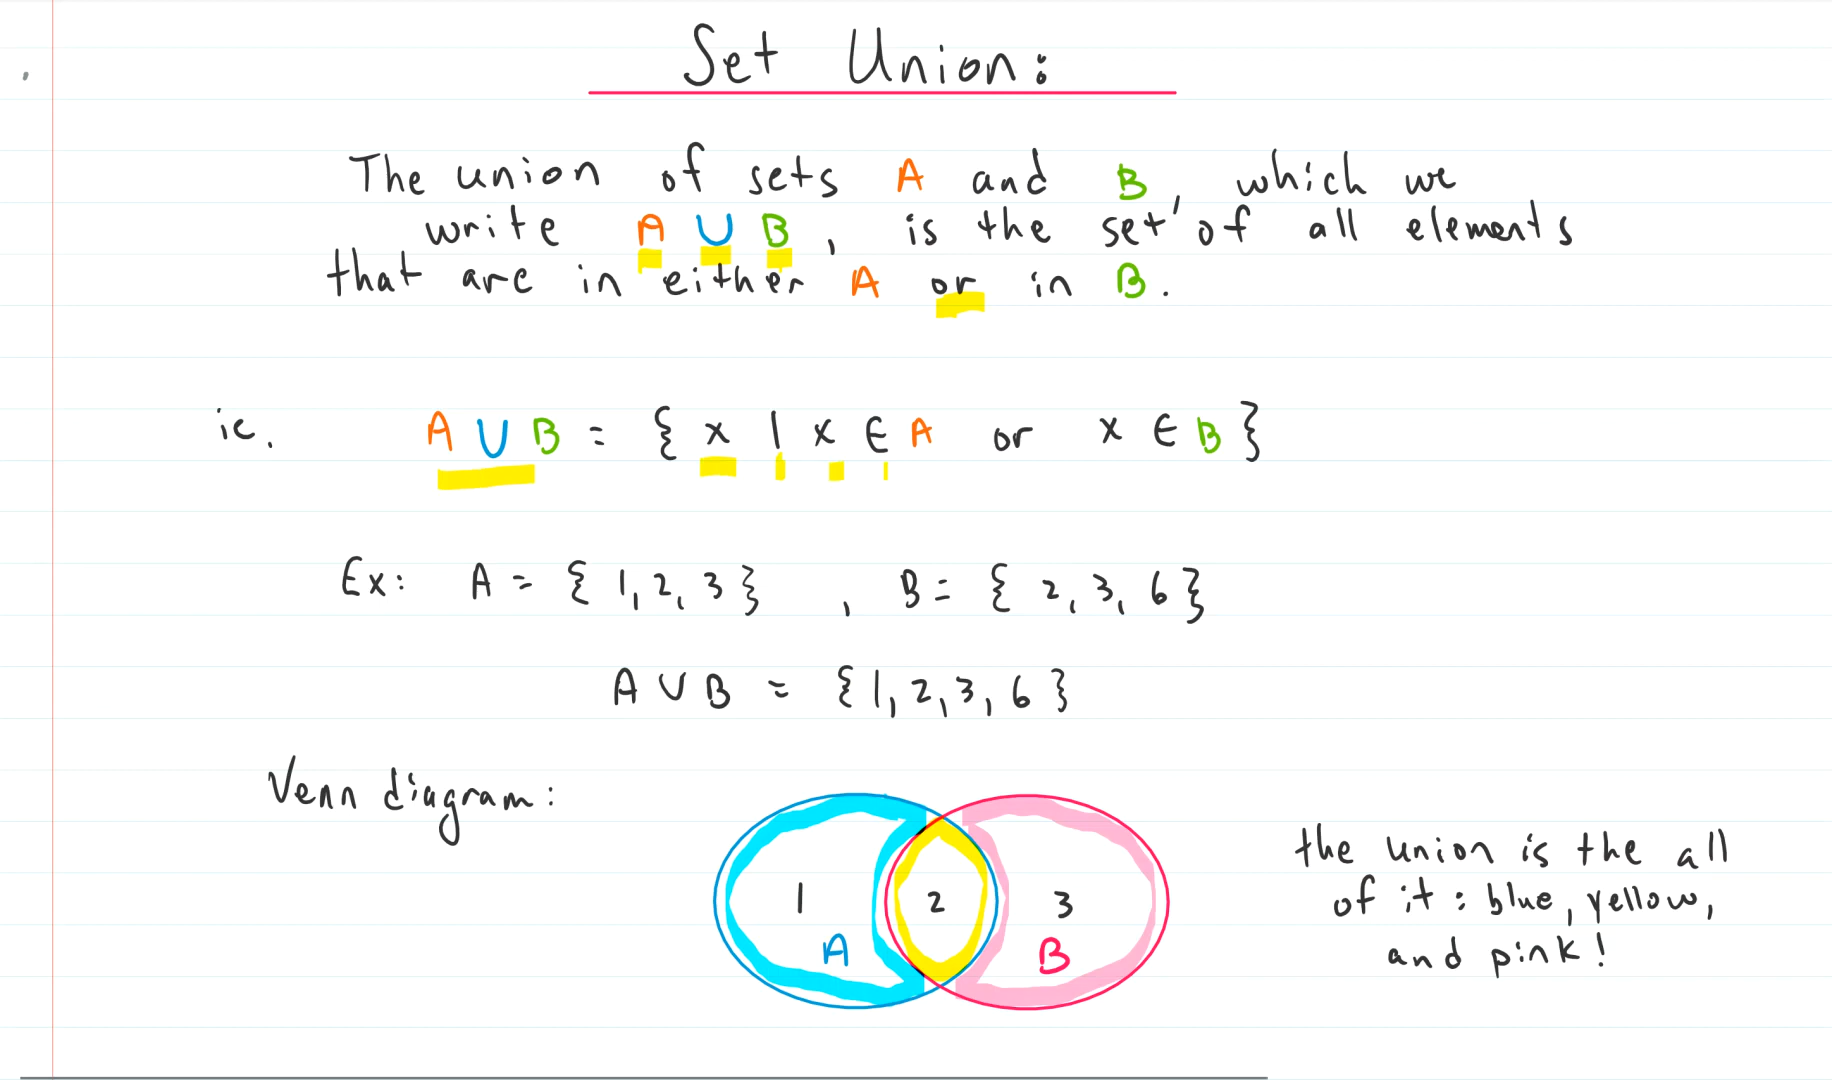 Set Union:
The union of sets A and B, which we
write A ∪ B, is the set of all elements
that are in either A or in B.
ie. A ∪ B = { x | x ∈ A or x ∈ B }
Ex: A = { 1, 2, 3 } , B = { 2, 3, 6 }
A ∪ B = { 1, 2, 3, 6 }
Venn diagram:
1 2 3
A B
the union is the all
of it : blue, yellow,
and pink!